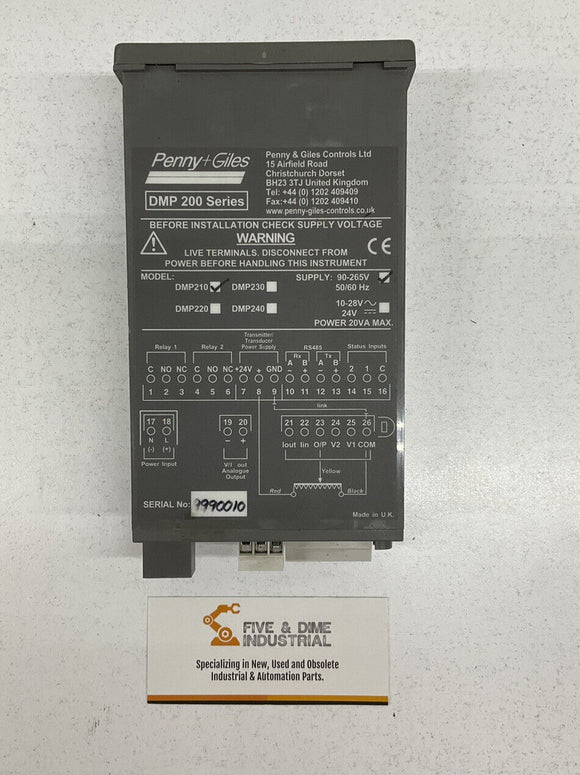 Penny+Giles
DMP 200 Series
Penny & Giles Controls Ltd
15 Airfield Road
Christchurch Dorset
BH23 3TJ United Kingdom
Tel: +44 (0) 1202 409409
Fax:+44 (0) 1202 409410
www.penny-giles-controls.co.uk
BEFORE INSTALLATION CHECK SUPPLY VOLTAGE
WARNING
LIVE TERMINALS. DISCONNECT FROM
POWER BEFORE HANDLING THIS INSTRUMENT
CE
MODEL:
DMP210 DMP230
DMP220 DMP240
SUPPLY: 90-265V
50/60 Hz
10-28V
24V
POWER 20VA MAX.
Relay 1 Relay 2 Transmitter/ Transducer Power Supply RS485 Status Inputs
Rx Tx
C NO NC C NO NC +24V + GND A B A B 2 1 C
- + - +
1 2 3 4 5 6 7 8 9 10 11 12 13 14 15 16
link
17 18 19 20 21 22 23 24 25 26
N L - + Iout Iin O/P V2 V1 COM
(-) (+)
Power Input
V/I out
Analogue
Output
Yellow
Red Black
SERIAL No: 9990010
Made in U.K.
FIVE & DIME
INDUSTRIAL
Specializing in New, Used and Obsolete
Industrial & Automation Parts.